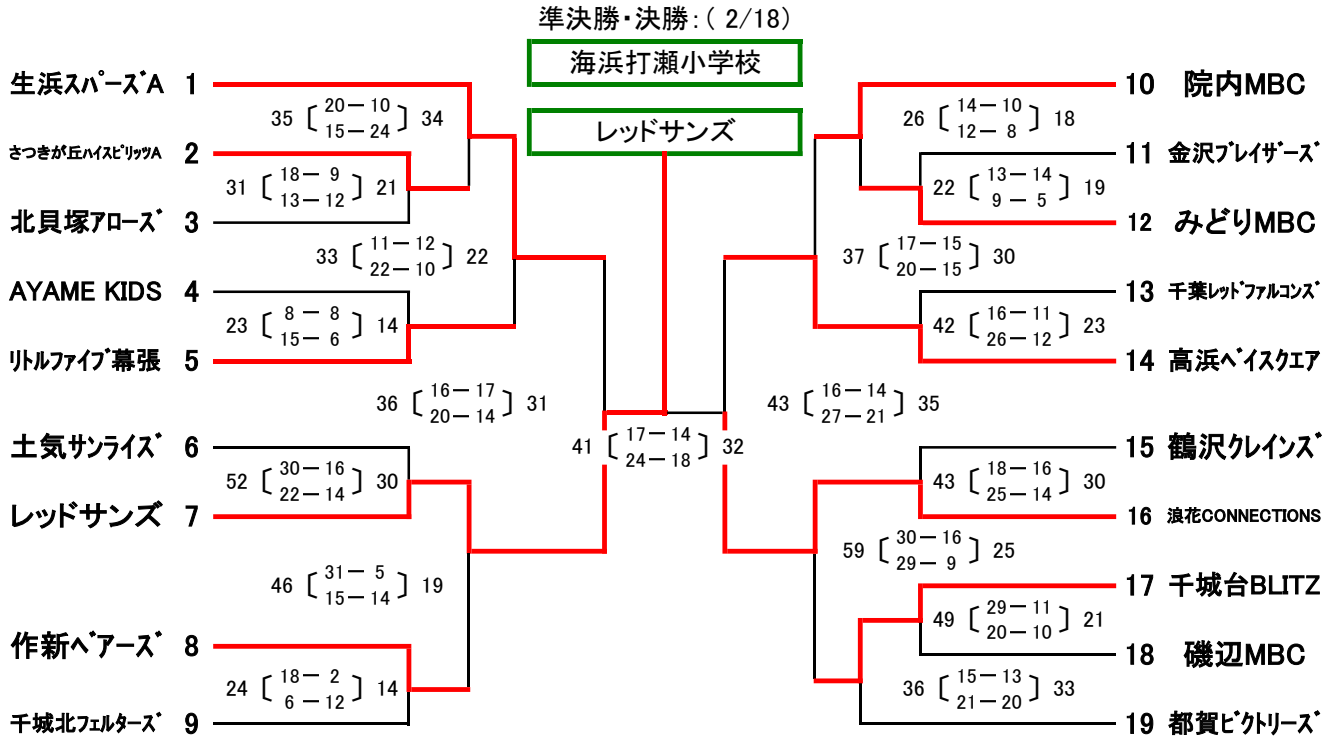 準決勝・決勝：( 2/18)
海浜打瀬小学校
レッドサンズ
生浜スパーズA 1
35 20－10 34
15－24
さつきが丘ハイスピリッツA 2
31 18－9 21
13－12
北貝塚アローズ 3
33 11－12 22
22－10
AYAME KIDS 4
23 8－8 14
15－6
リトルファイブ幕張 5
36 16－17 31
20－14
土気サンライズ 6
52 30－16 30
22－14
レッドサンズ 7
46 31－5 19
15－14
作新ベアーズ 8
24 18－2 14
6－12
千城北フェルターズ 9
41 17－14 32
24－18
10 院内MBC
26 14－10 18
12－8
11 金沢ブレイザーズ
22 13－14 19
9－5
12 みどりMBC
37 17－15 30
20－15
13 千葉レッドファルコンズ
42 16－11 23
26－12
14 高浜ベイスクエア
43 16－14 35
27－21
15 鶴沢クレインズ
43 18－16 30
25－14
16 浪花CONNECTIONS
59 30－16 25
29－9
17 千城台BLITZ
49 29－11 21
20－10
18 磯辺MBC
36 15－13 33
21－20
19 都賀ビクトリーズ